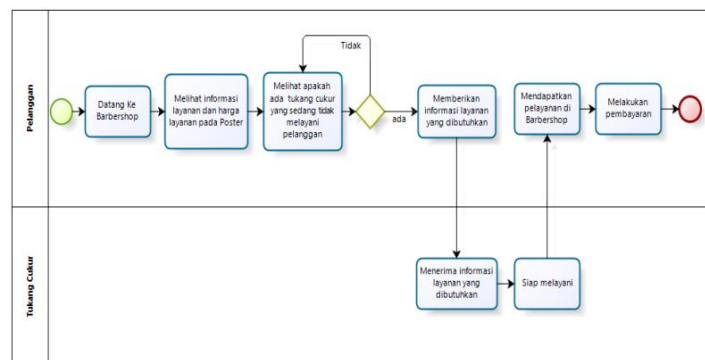 Pelanggan
Datang Ke
Barbershop
Melihat informasi
layanan dan harga
layanan pada Poster
Melihat apakah
ada tukang cukur
yang sedang tidak
melayani
pelanggan
Tidak
ada
Memberikan
informasi layanan
yang dibutuhkan
Mendapatkan
pelayanan di
Barbershop
Melakukan
pembayaran
Tukang Cukur
Menerima informasi
layanan yang
dibutuhkan
Siap melayani